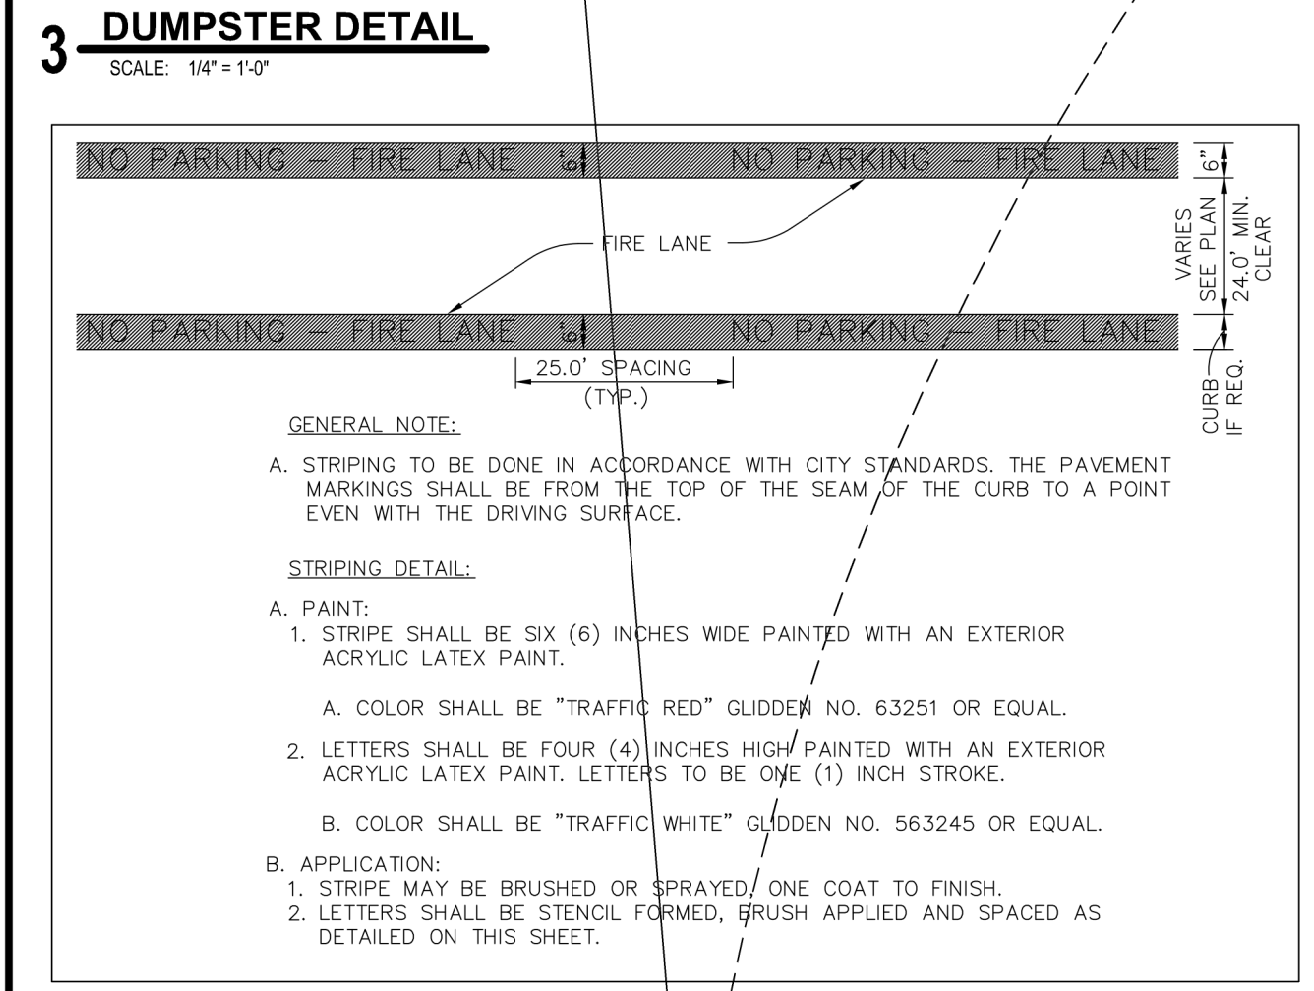 3 DUMPSTER DETAIL
SCALE: 1/4" = 1'-0"
NO PARKING – FIRE LANE 6" NO PARKING – FIRE LANE
6"
FIRE LANE
VARIES
SEE PLAN
24.0' MIN.
CLEAR
NO PARKING – FIRE LANE 6" NO PARKING – FIRE LANE
25.0' SPACING
(TYP.)
CURB
IF REQ.
GENERAL NOTE:
A. STRIPING TO BE DONE IN ACCORDANCE WITH CITY STANDARDS. THE PAVEMENT
MARKINGS SHALL BE FROM THE TOP OF THE SEAM OF THE CURB TO A POINT
EVEN WITH THE DRIVING SURFACE.
STRIPING DETAIL:
A. PAINT:
1. STRIPE SHALL BE SIX (6) INCHES WIDE PAINTED WITH AN EXTERIOR
ACRYLIC LATEX PAINT.
A. COLOR SHALL BE "TRAFFIC RED" GLIDDEN NO. 63251 OR EQUAL.
2. LETTERS SHALL BE FOUR (4) INCHES HIGH PAINTED WITH AN EXTERIOR
ACRYLIC LATEX PAINT. LETTERS TO BE ONE (1) INCH STROKE.
B. COLOR SHALL BE "TRAFFIC WHITE" GLIDDEN NO. 563245 OR EQUAL.
B. APPLICATION:
1. STRIPE MAY BE BRUSHED OR SPRAYED, ONE COAT TO FINISH.
2. LETTERS SHALL BE STENCIL FORMED, BRUSH APPLIED AND SPACED AS
DETAILED ON THIS SHEET.